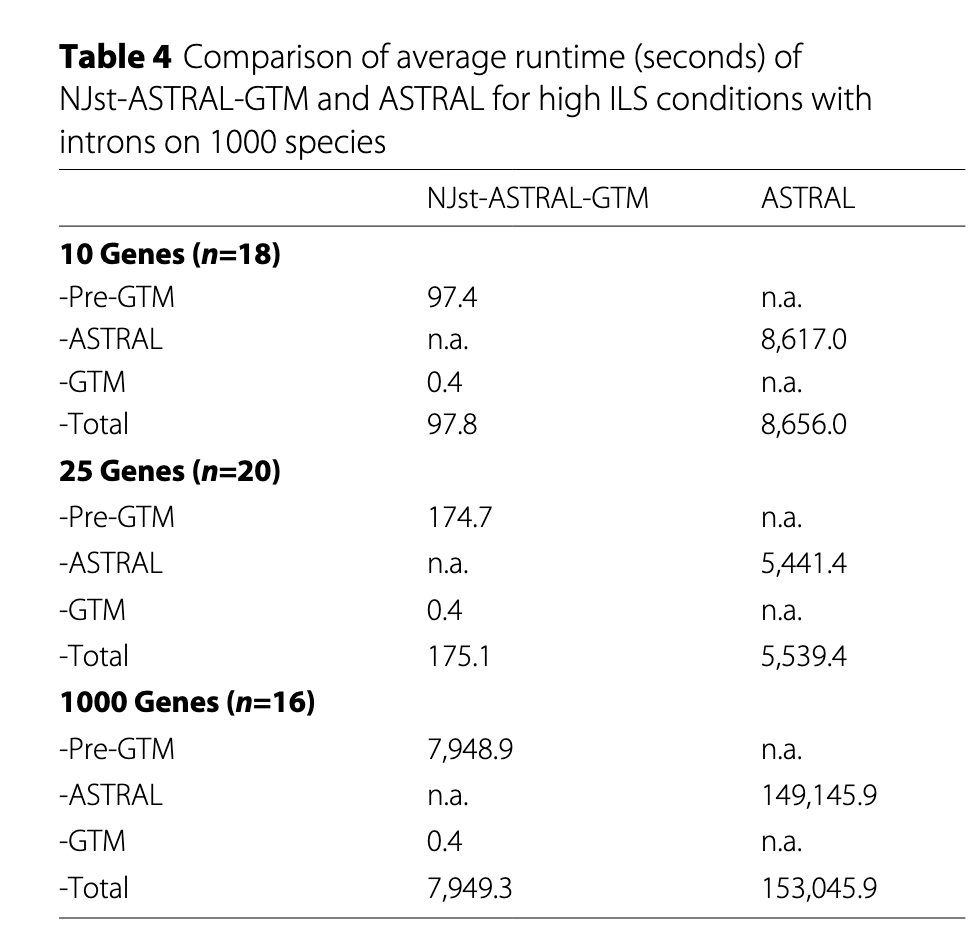 Table 4 Comparison of average runtime (seconds) of
NJst-ASTRAL-GTM and ASTRAL for high ILS conditions with
introns on 1000 species
NJst-ASTRAL-GTM ASTRAL
10 Genes (n=18)
-Pre-GTM 97.4 n.a.
-ASTRAL n.a. 8,617.0
-GTM 0.4 n.a.
-Total 97.8 8,656.0
25 Genes (n=20)
-Pre-GTM 174.7 n.a.
-ASTRAL n.a. 5,441.4
-GTM 0.4 n.a.
-Total 175.1 5,539.4
1000 Genes (n=16)
-Pre-GTM 7,948.9 n.a.
-ASTRAL n.a. 149,145.9
-GTM 0.4 n.a.
-Total 7,949.3 153,045.9